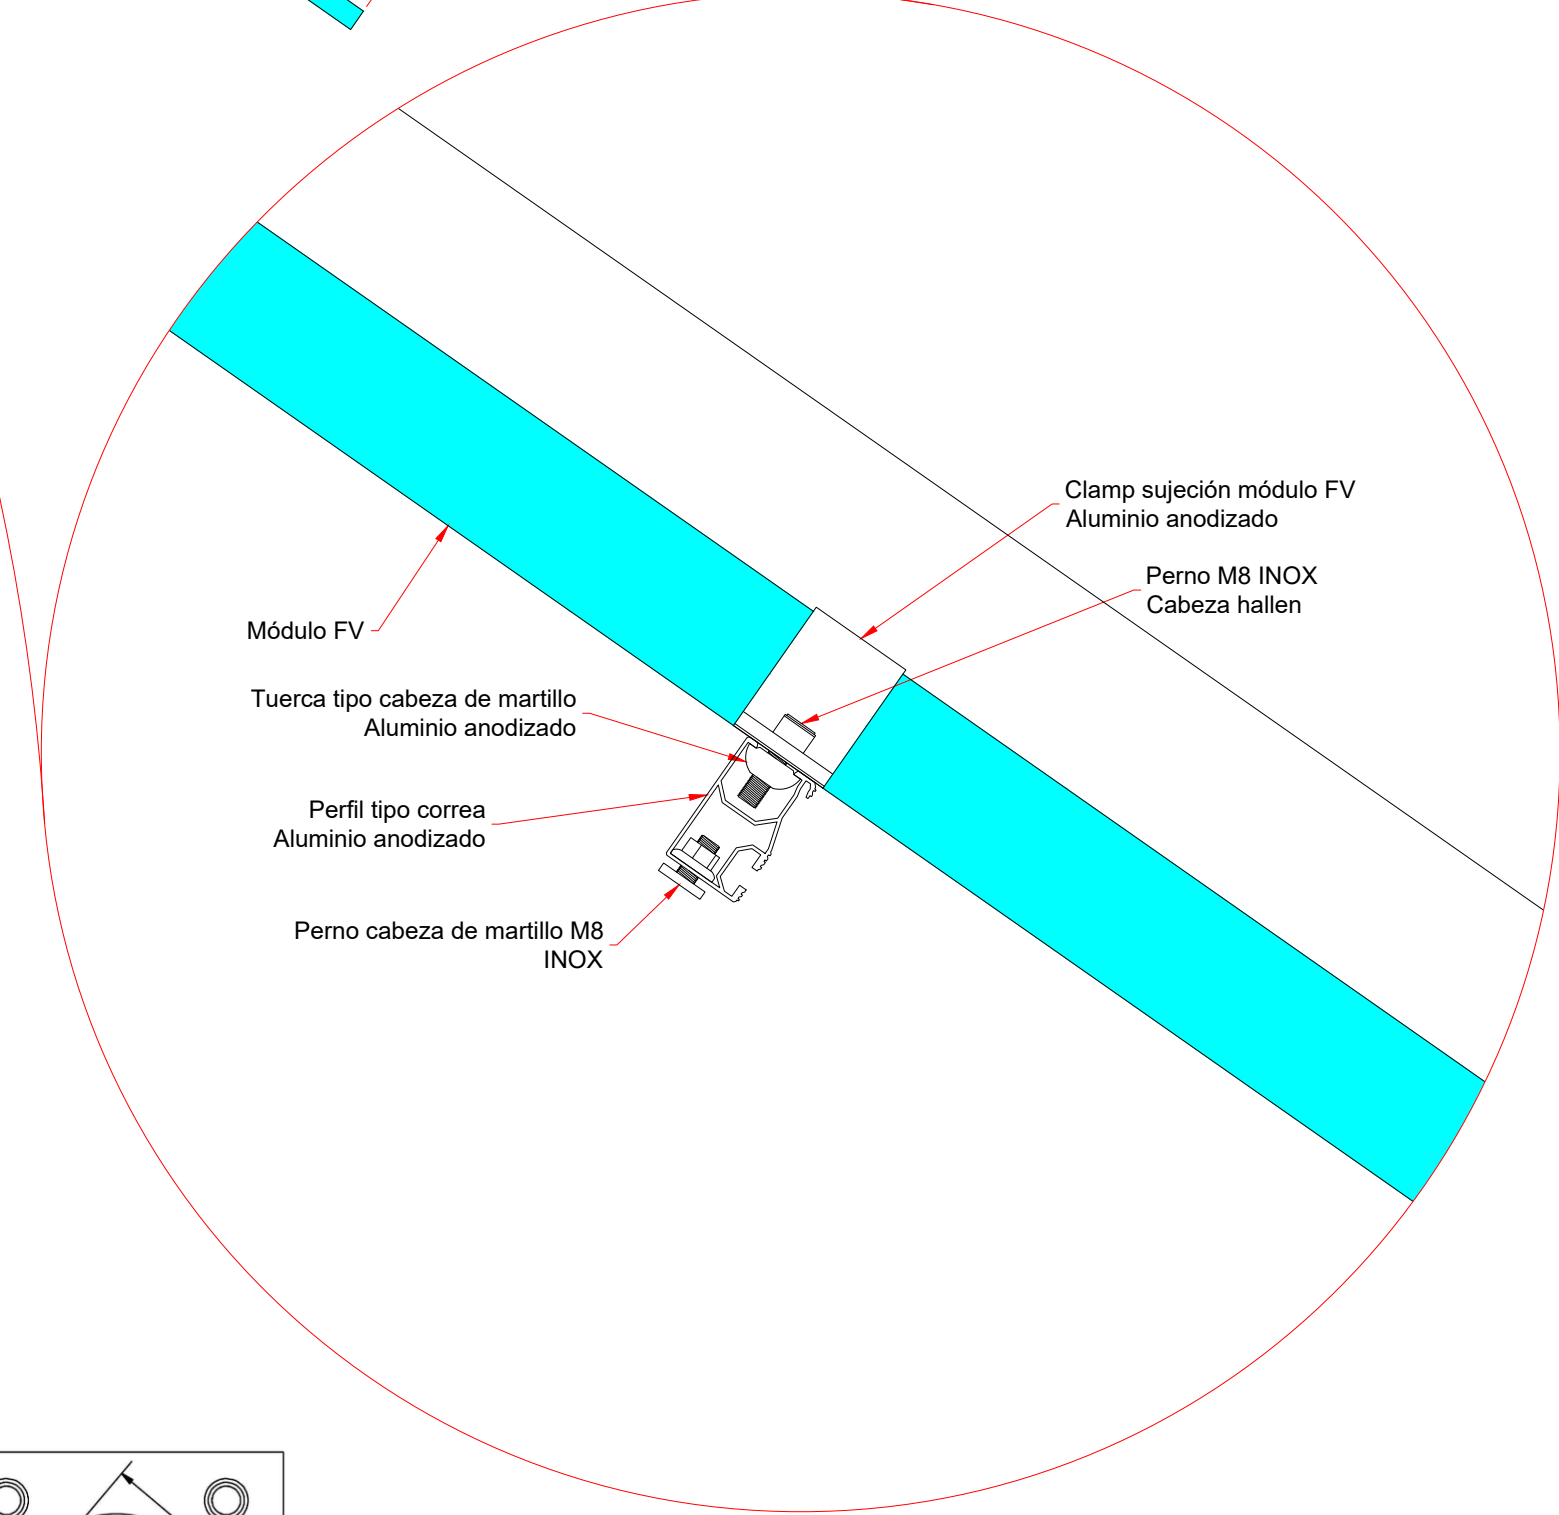 Clamp sujeción módulo FV
Aluminio anodizado
Perno M8 INOX
Cabeza hallen
Módulo FV
Tuerca tipo cabeza de martillo
Aluminio anodizado
Perfil tipo correa
Aluminio anodizado
Perno cabeza de martillo M8
INOX